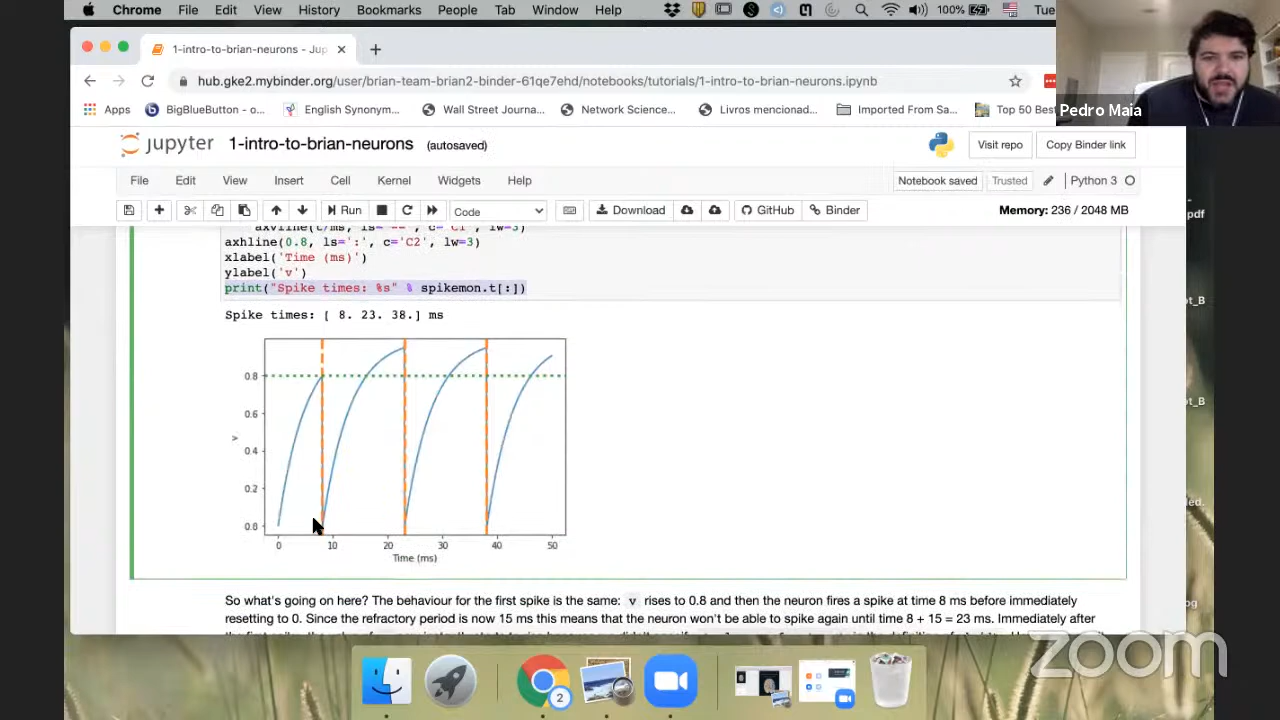 Chrome File Edit View History Bookmarks People Tab Window Help 100% Tue
1-intro-to-brian-neurons - Jup
hub.gke2.mybinder.org/user/brian-team-brian2-binder-61qe7ehd/notebooks/tutorials/1-intro-to-brian-neurons.ipynb
Apps BigBlueButton - o... English Synonym... Wall Street Journa... Network Science... Livros mencionad... Imported From Sa... Top 50 Best
Pedro Maia
jupyter 1-intro-to-brian-neurons (autosaved) Visit repo Copy Binder link
File Edit View Insert Cell Kernel Widgets Help Notebook saved Trusted Python 3
Run Code Download GitHub Binder Memory: 236 / 2048 MB
axhline(0.8, ls=':', c='C2', lw=3)
xlabel('Time (ms)')
ylabel('v')
print("Spike times: %s" % spikemon.t[:])
Spike times: [ 8. 23. 38.] ms
0.8
0.6
v
0.4
0.2
0.8
0 10 20 30 40 50
Time (ms)
So what's going on here? The behaviour for the first spike is the same: v rises to 0.8 and then the neuron fires a spike at time 8 ms before immediately
resetting to 0. Since the refractory period is now 15 ms this means that the neuron won't be able to spike again until time 8 + 15 = 23 ms. Immediately
zoom
2